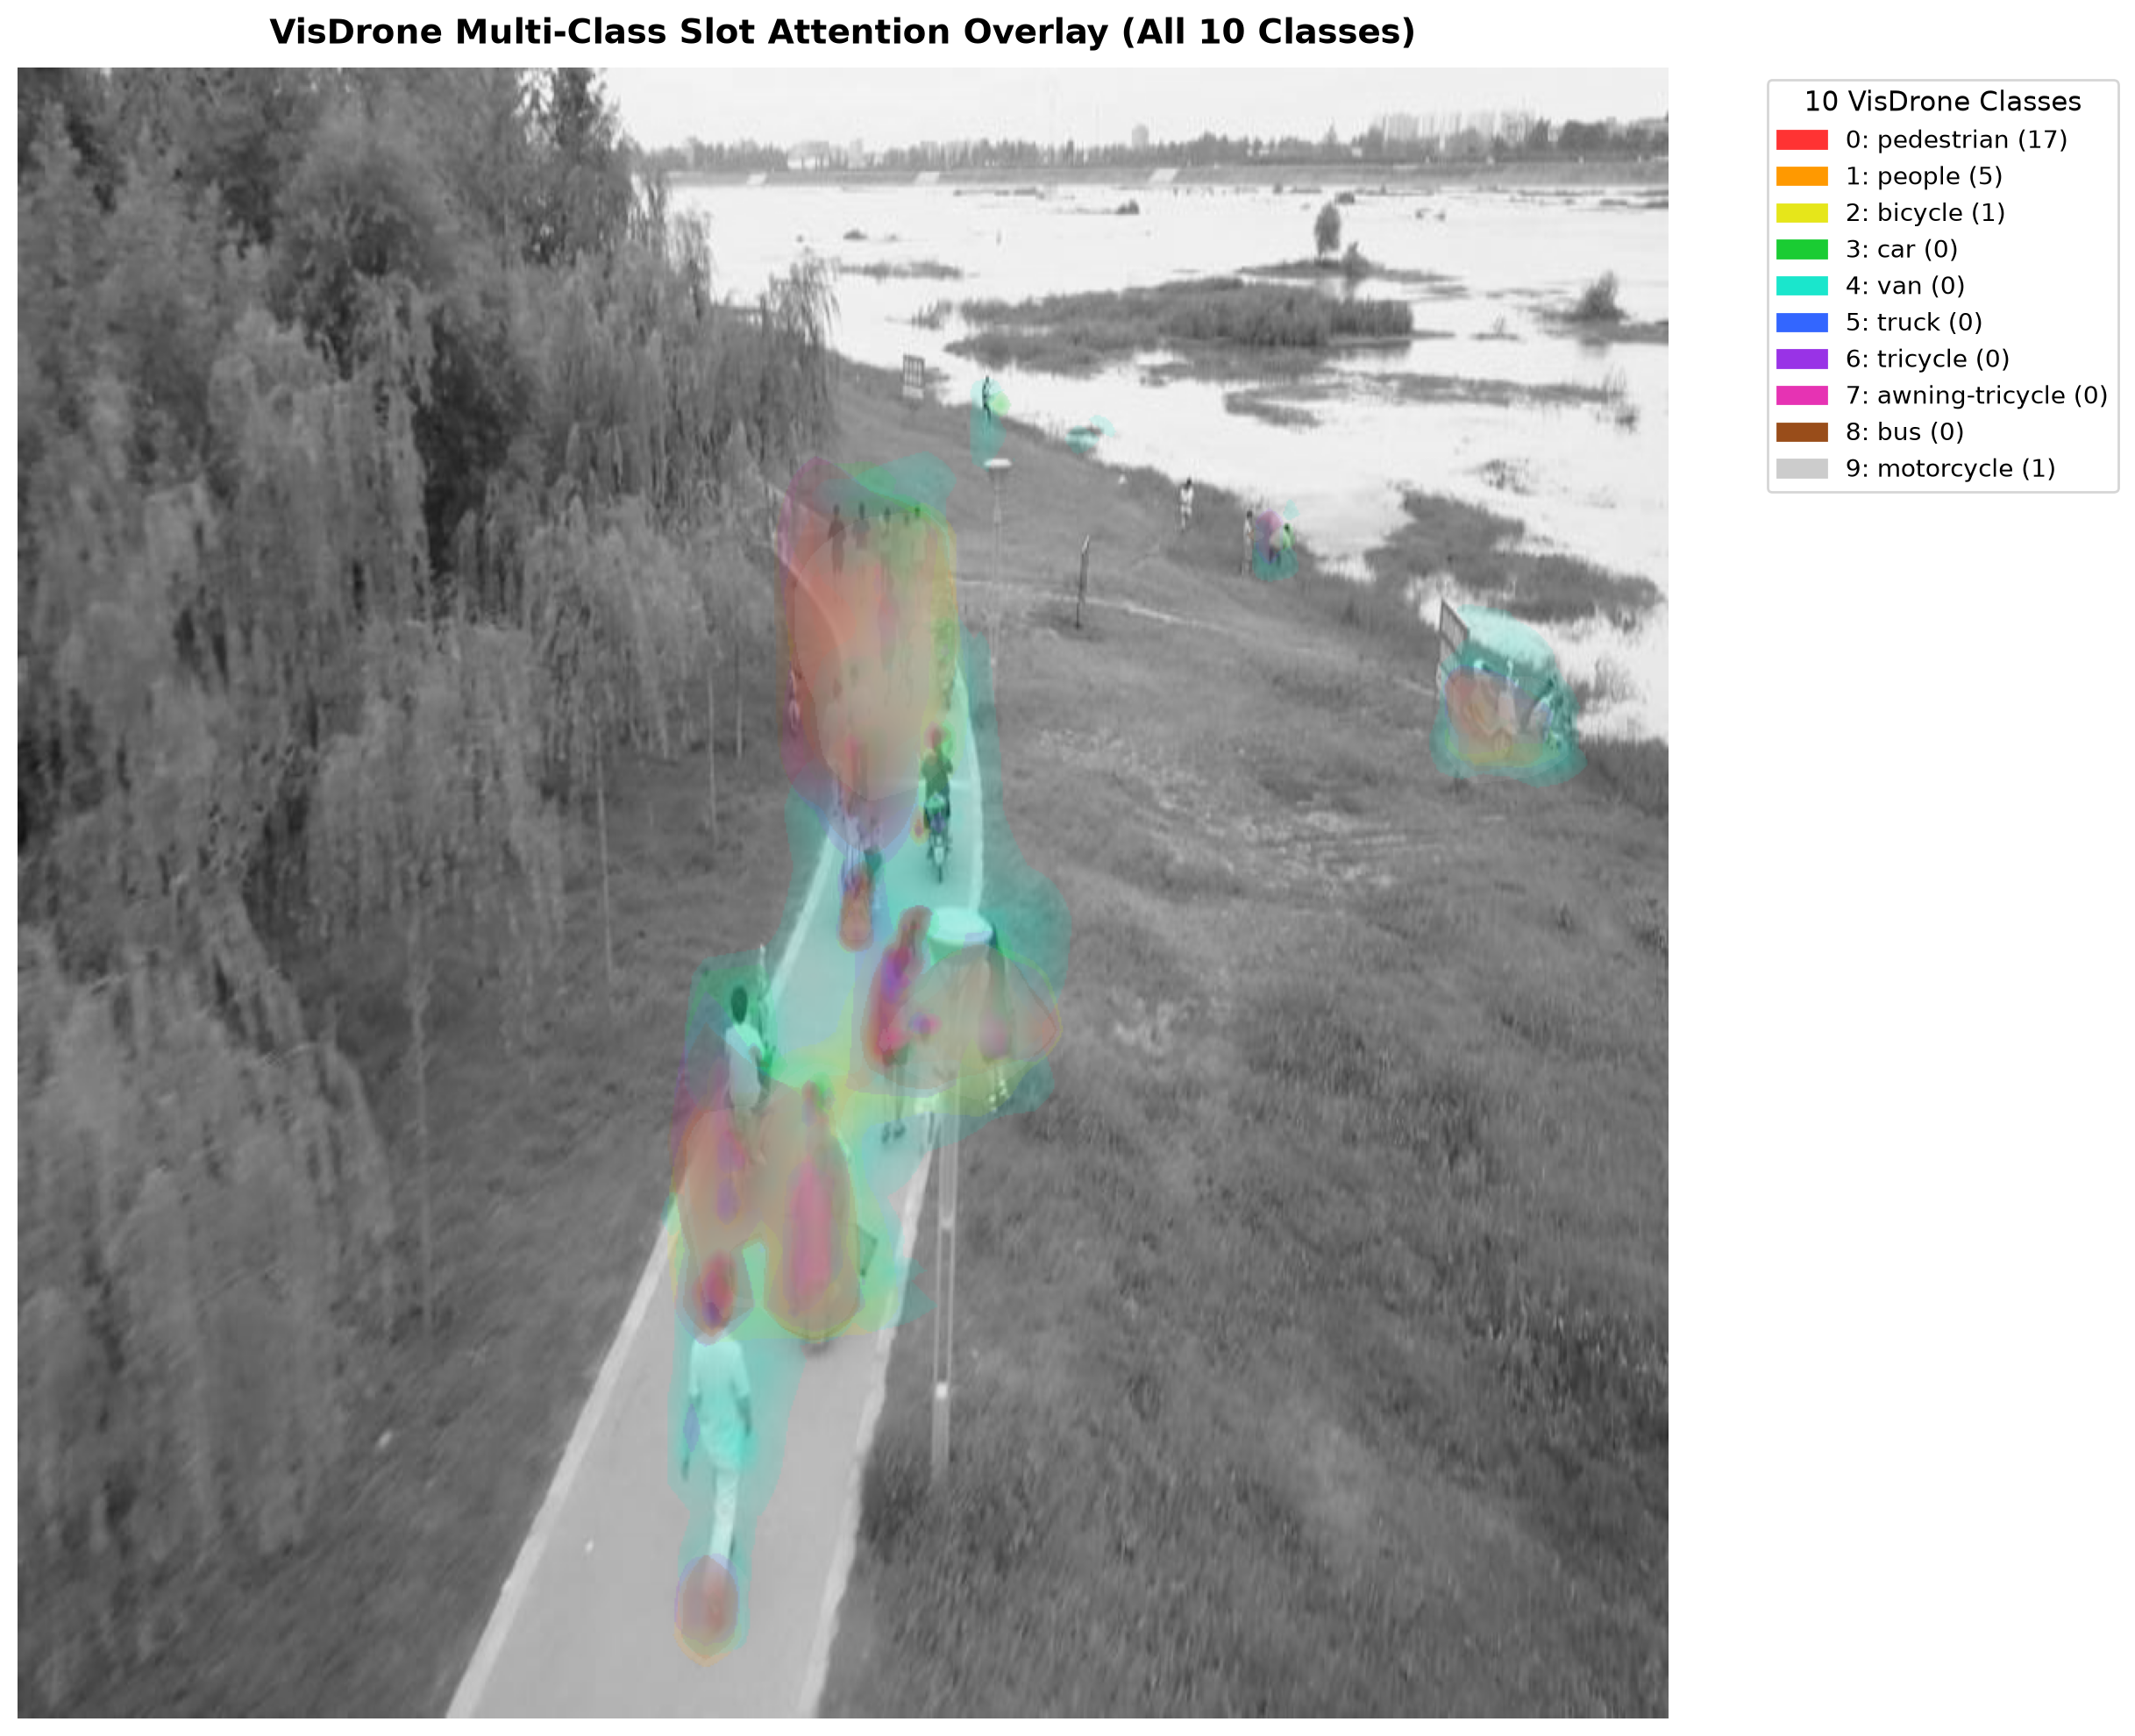 VisDrone Multi-Class Slot Attention Overlay (All 10 Classes)
10 VisDrone Classes
0: pedestrian (17)
1: people (5)
2: bicycle (1)
3: car (0)
4: van (0)
5: truck (0)
6: tricycle (0)
7: awning-tricycle (0)
8: bus (0)
9: motorcycle (1)